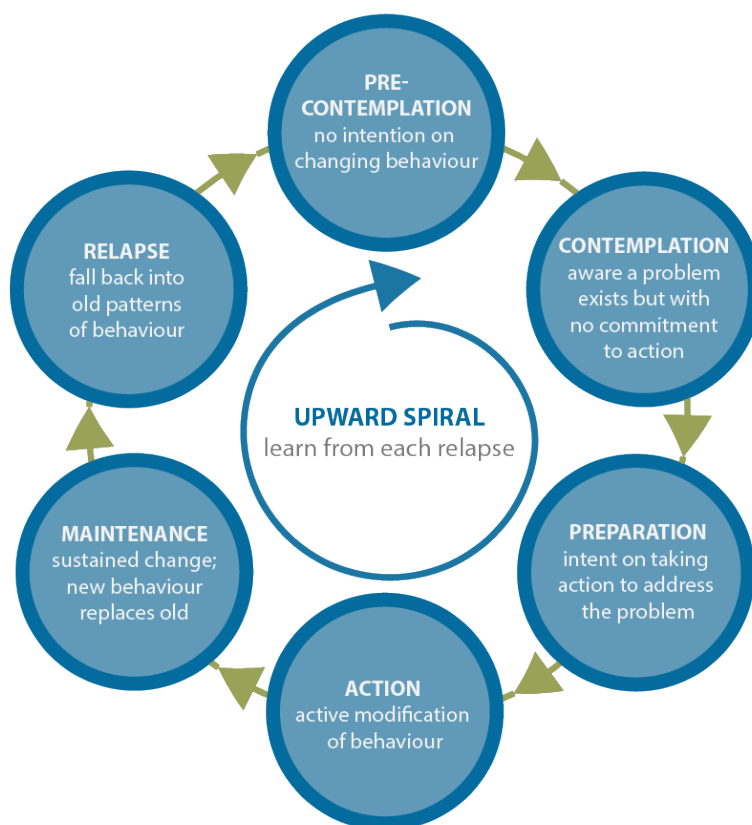 PRE-
CONTEMPLATION
no intention on
changing behaviour
CONTEMPLATION
aware a problem
exists but with
no commitment
to action
PREPARATION
intent on taking
action to address
the problem
ACTION
active modification
of behaviour
MAINTENANCE
sustained change;
new behaviour
replaces old
RELAPSE
fall back into
old patterns
of behaviour
UPWARD SPIRAL
learn from each relapse